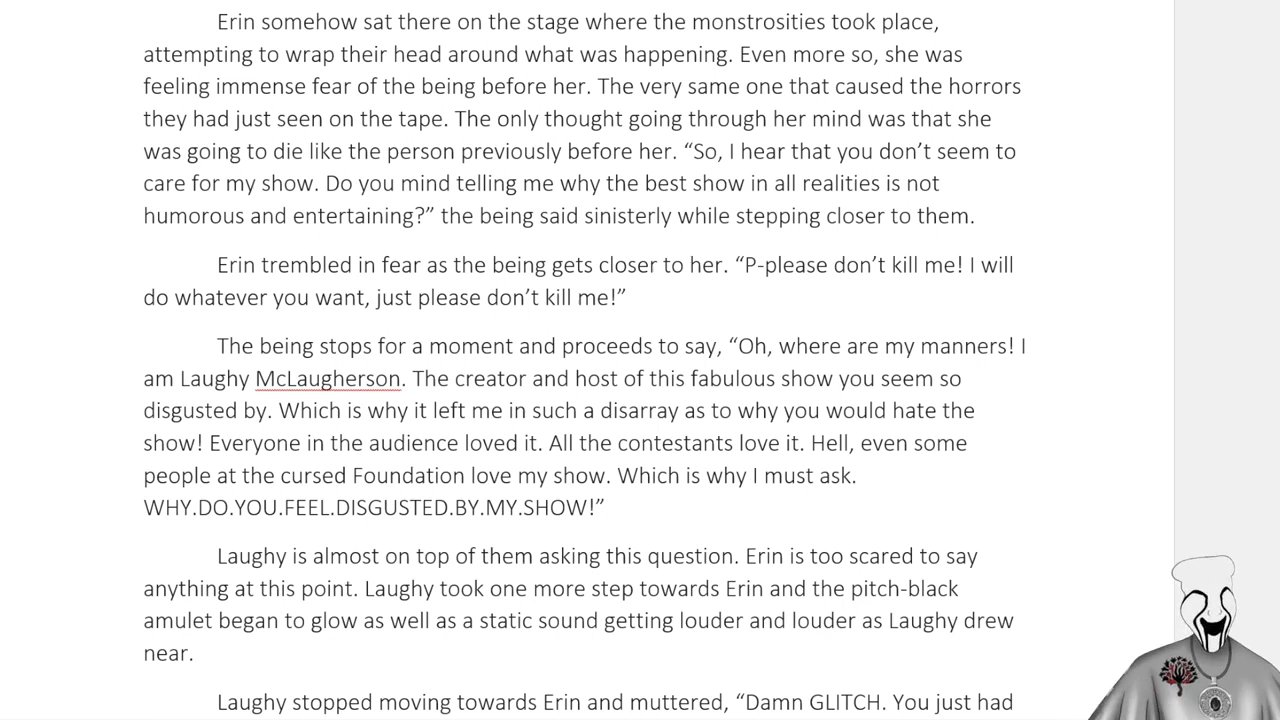 Erin somehow sat there on the stage where the monstrosities took place,
attempting to wrap their head around what was happening. Even more so, she was
feeling immense fear of the being before her. The very same one that caused the horrors
they had just seen on the tape. The only thought going through her mind was that she
was going to die like the person previously before her. “So, I hear that you don’t seem to
care for my show. Do you mind telling me why the best show in all realities is not
humorous and entertaining?” the being said sinisterly while stepping closer to them.
Erin trembled in fear as the being gets closer to her. “P-please don’t kill me! I will
do whatever you want, just please don’t kill me!”
The being stops for a moment and proceeds to say, “Oh, where are my manners! I
am Laughy McLaugherson. The creator and host of this fabulous show you seem so
disgusted by. Which is why it left me in such a disarray as to why you would hate the
show! Everyone in the audience loved it. All the contestants love it. Hell, even some
people at the cursed Foundation love my show. Which is why I must ask.
WHY.DO.YOU.FEEL.DISGUSTED.BY.MY.SHOW!”
Laughy is almost on top of them asking this question. Erin is too scared to say
anything at this point. Laughy took one more step towards Erin and the pitch-black
amulet began to glow as well as a static sound getting louder and louder as Laughy drew
near.
Laughy stopped moving towards Erin and muttered, “Damn GLITCH. You just had